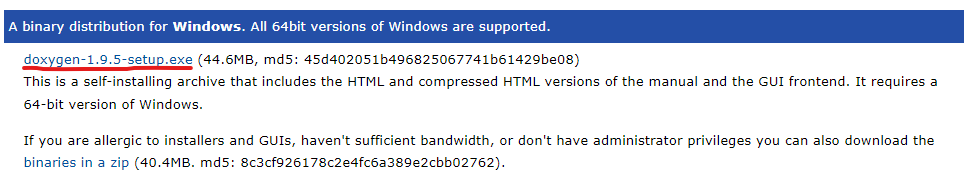 A binary distribution for Windows. All 64bit versions of Windows are supported.
doxygen-1.9.5-setup.exe (44.6MB, md5: 45d402051b496825067741b61429be08)
This is a self-installing archive that includes the HTML and compressed HTML versions of the manual and the GUI frontend. It requires a
64-bit version of Windows.
If you are allergic to installers and GUIs, haven't sufficient bandwidth, or don't have administrator privileges you can also download the
binaries in a zip (40.4MB. md5: 8c3cf926178c2e4fc6a389e2cbb02762).